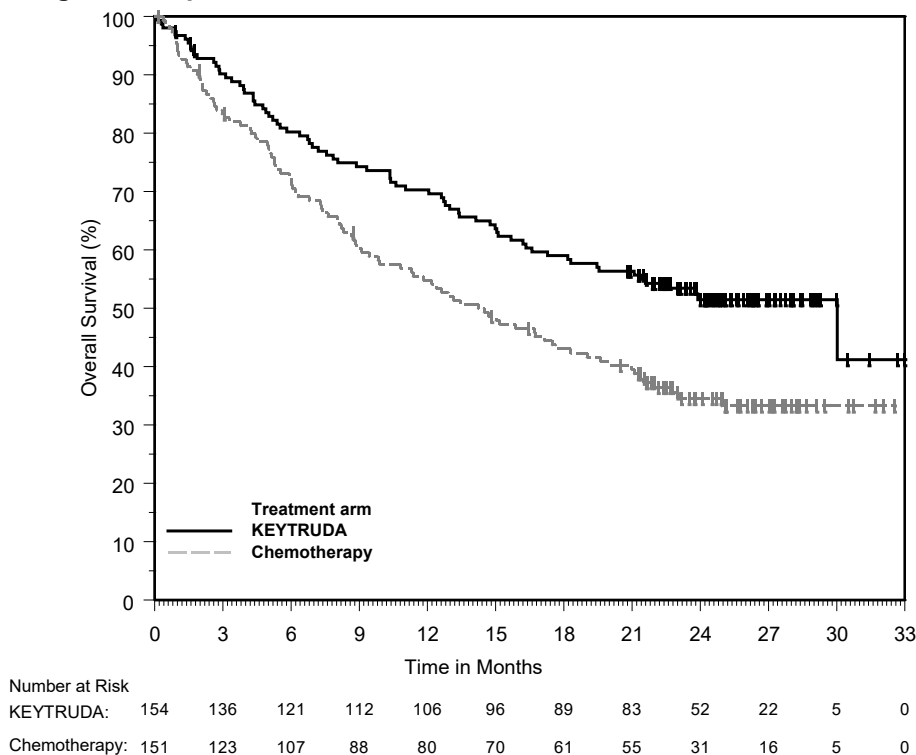 100
90
80
70
60
50
40
30
20
10
0
Overall Survival (%)
Treatment arm
KEYTRUDA
Chemotherapy
0 3 6 9 12 15 18 21 24 27 30 33
Time in Months
Number at Risk
KEYTRUDA: 154 136 121 112 106 96 89 83 52 22 5 0
Chemotherapy: 151 123 107 88 80 70 61 55 31 16 5 0